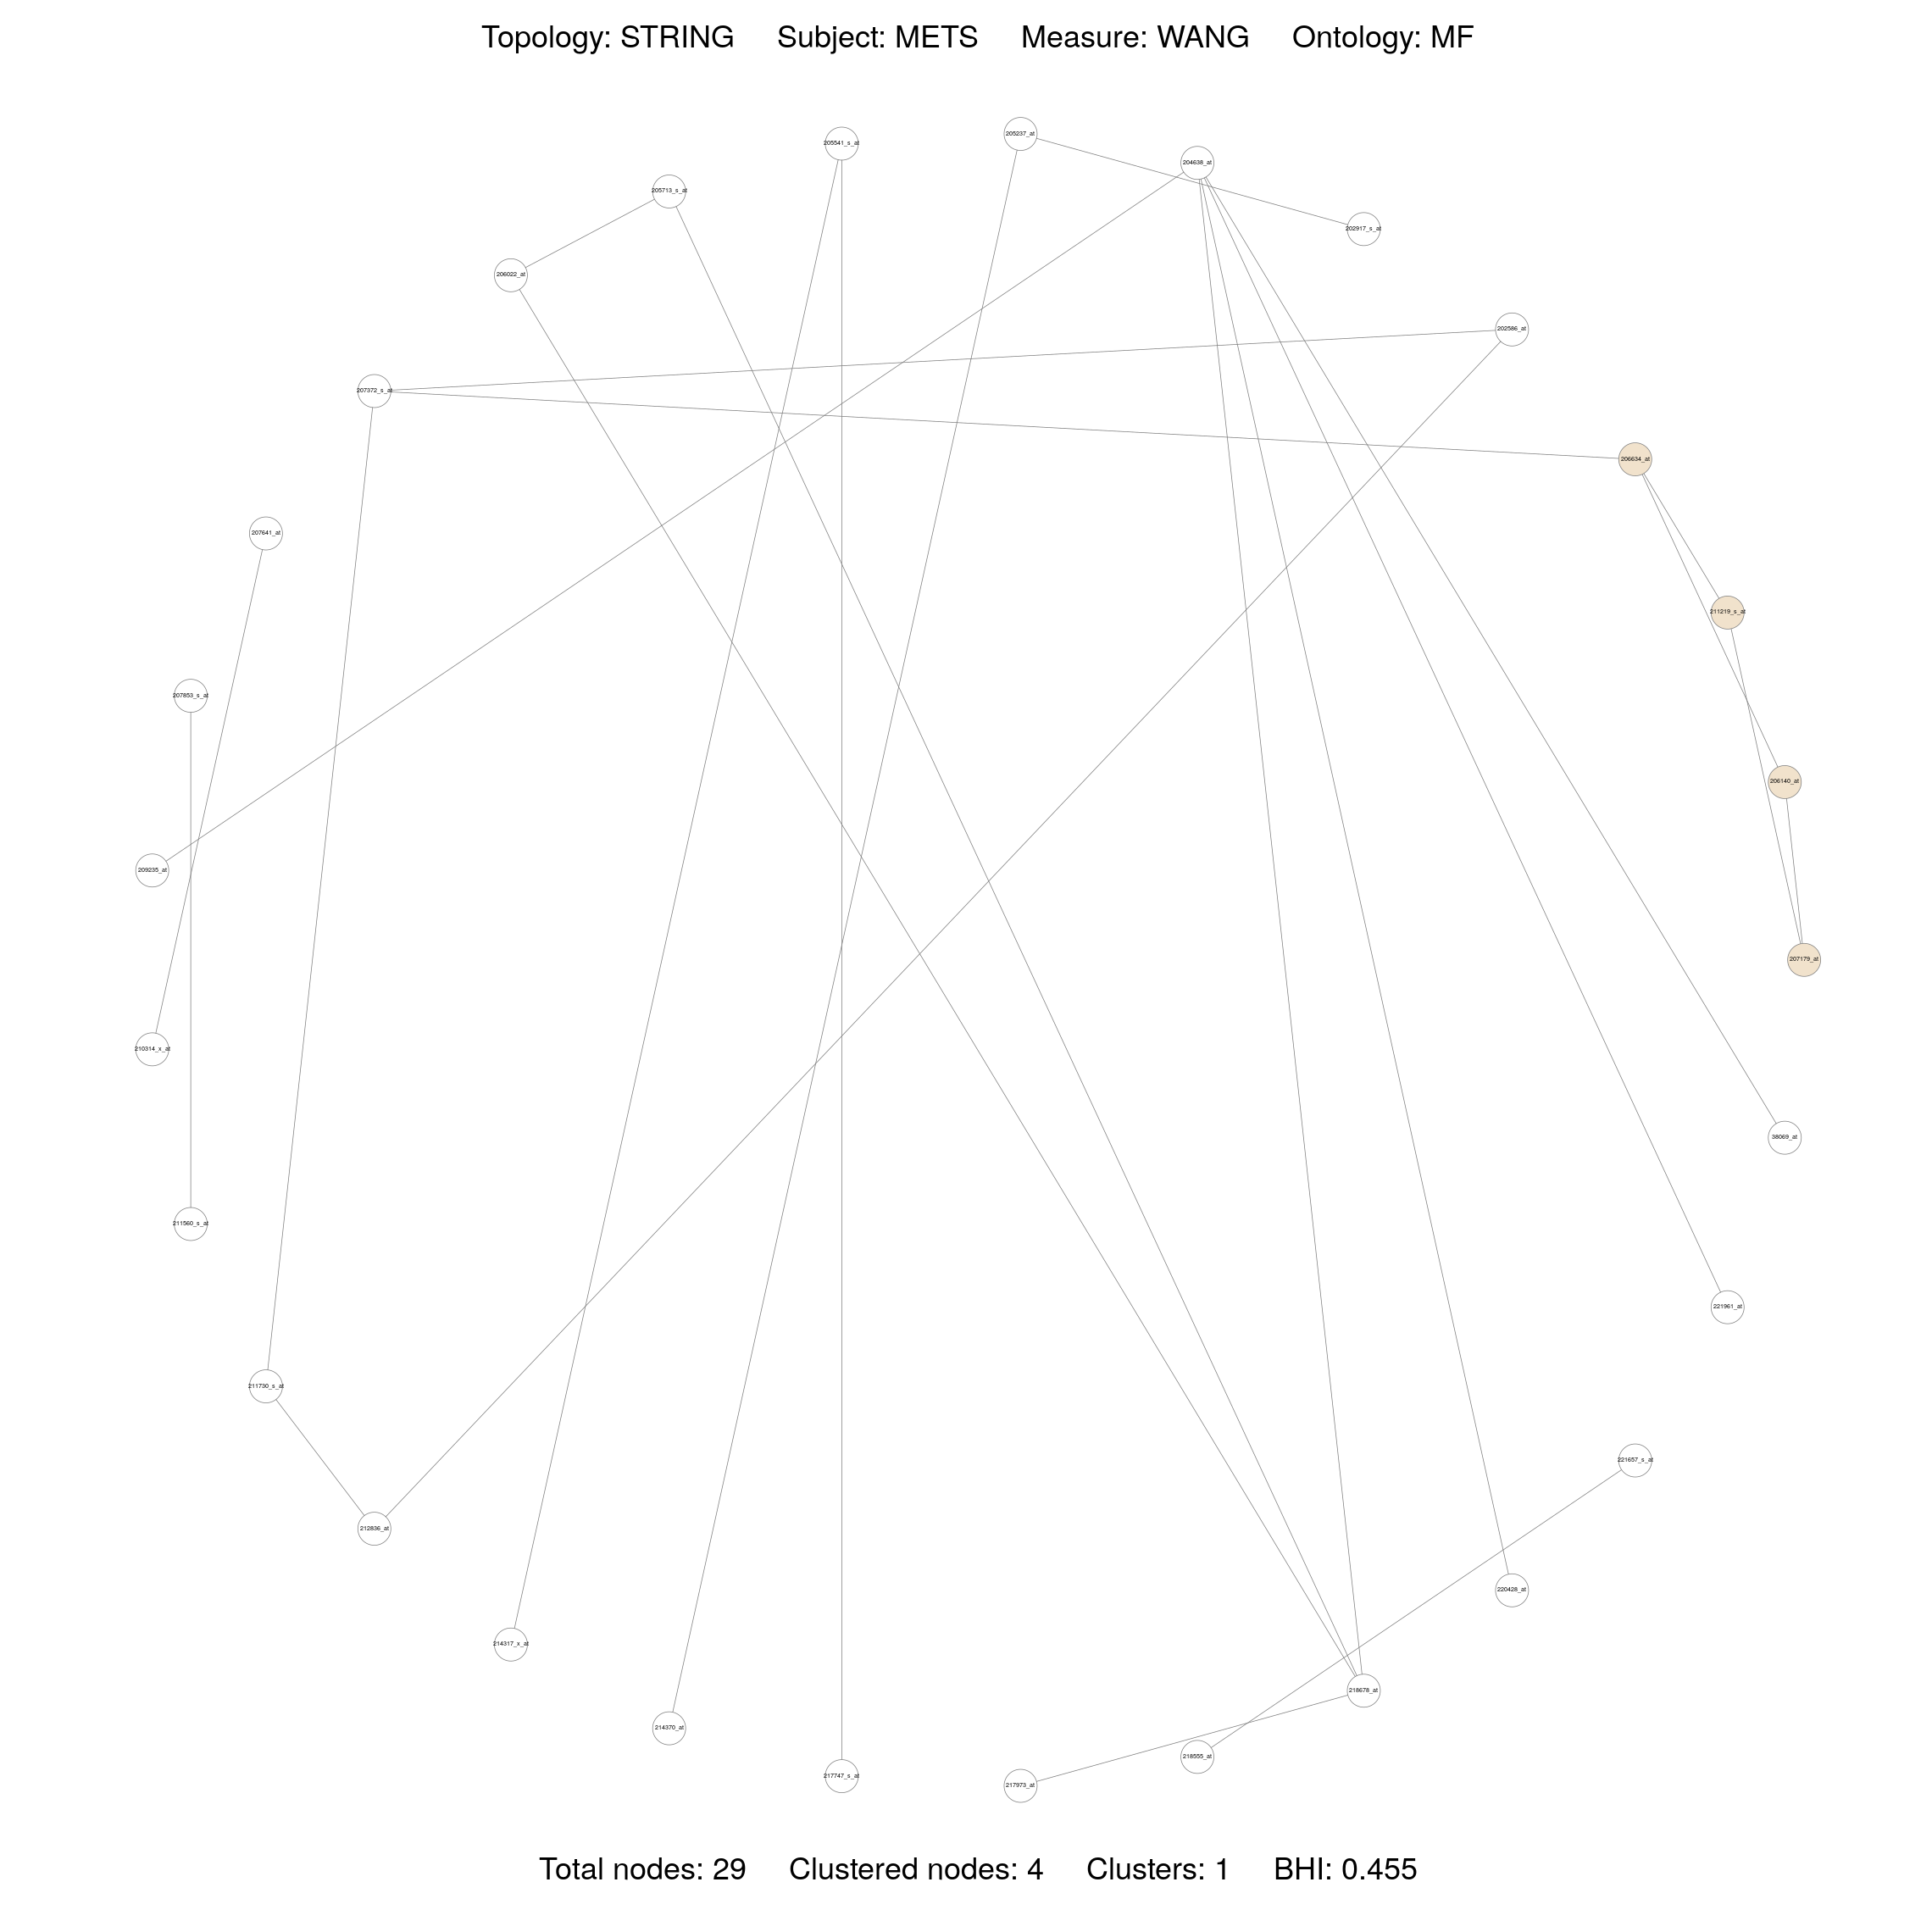 Topology: STRING Subject: METS Measure: WANG Ontology: MF
205237_at
205541_s_at
204638_at
205713_s_at
202917_s_at
206022_at
202586_at
207372_s_at
206634_at
207641_at
211219_s_at
207853_s_at
206140_at
209235_at
207179_at
210314_x_at
38069_at
211560_s_at
221961_at
211730_s_at
221657_s_at
212836_at
220428_at
214317_x_at
218678_at
214370_at
218555_at
217747_s_at
217973_at
Total nodes: 29 Clustered nodes: 4 Clusters: 1 BHI: 0.455